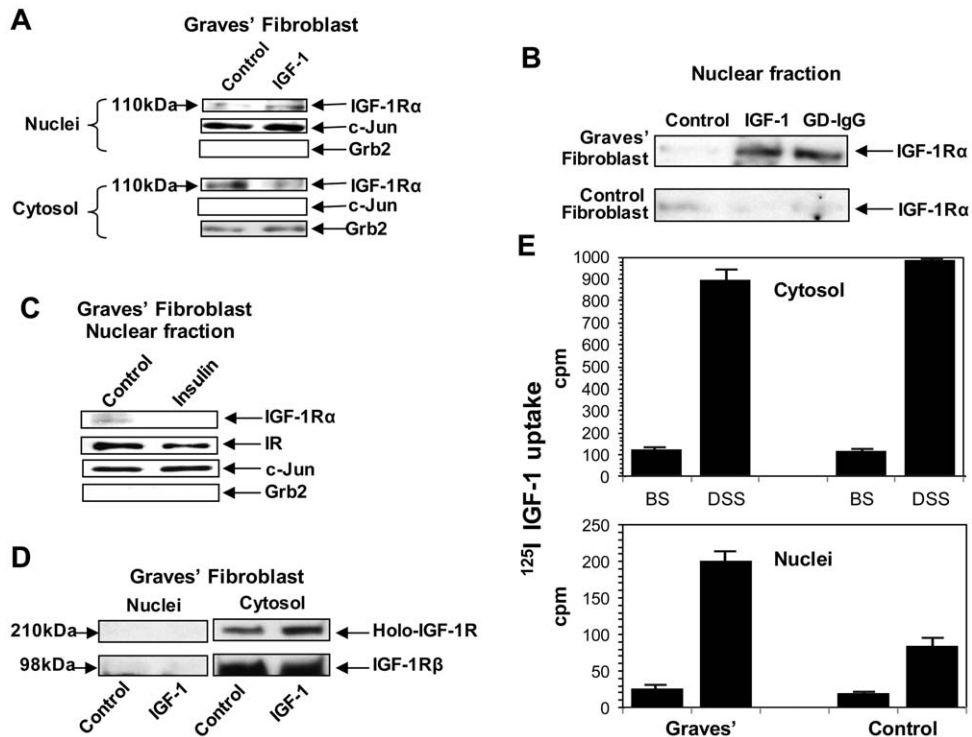 A
Graves' Fibroblast
Control
IGF-1
Nuclei
110kDa
IGF-1Rα
c-Jun
Grb2
Cytosol
110kDa
IGF-1Rα
c-Jun
Grb2
B
Nuclear fraction
Control IGF-1 GD-IgG
Graves'
Fibroblast
IGF-1Rα
Control
Fibroblast
IGF-1Rα
C
Graves' Fibroblast
Nuclear fraction
Control
Insulin
IGF-1Rα
IR
c-Jun
Grb2
D
Graves' Fibroblast
Nuclei Cytosol
210kDa
Holo-IGF-1R
98kDa
IGF-1Rβ
Control
IGF-1
Control
IGF-1
E
125I IGF-1 uptake
Cytosol
cpm
1000
900
800
700
600
500
400
300
200
100
0
BS DSS BS DSS
Nuclei
cpm
250
200
150
100
50
0
Graves' Control